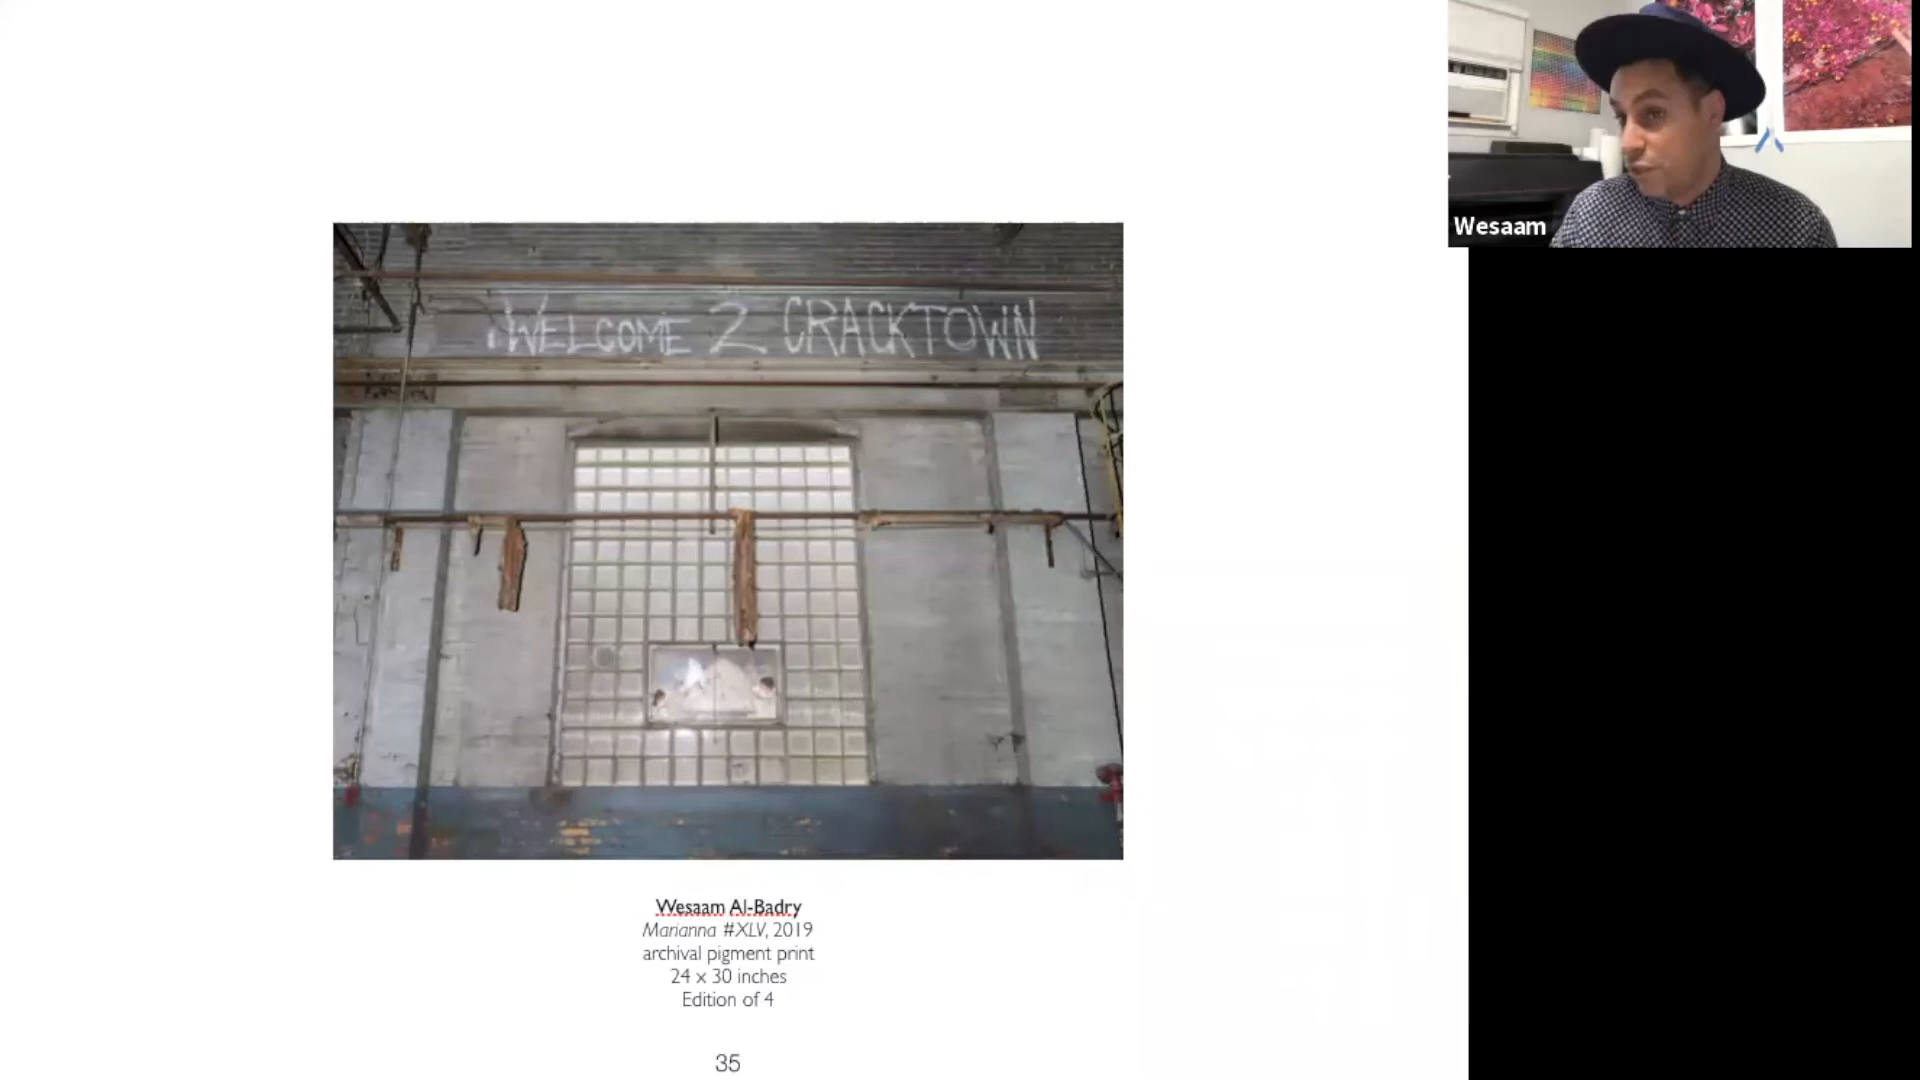 Wesaam
WELCOME 2 CRACKTOWN
Wesaam Al-Badry
Marianna #XLV, 2019
archival pigment print
24 x 30 inches
Edition of 4
35